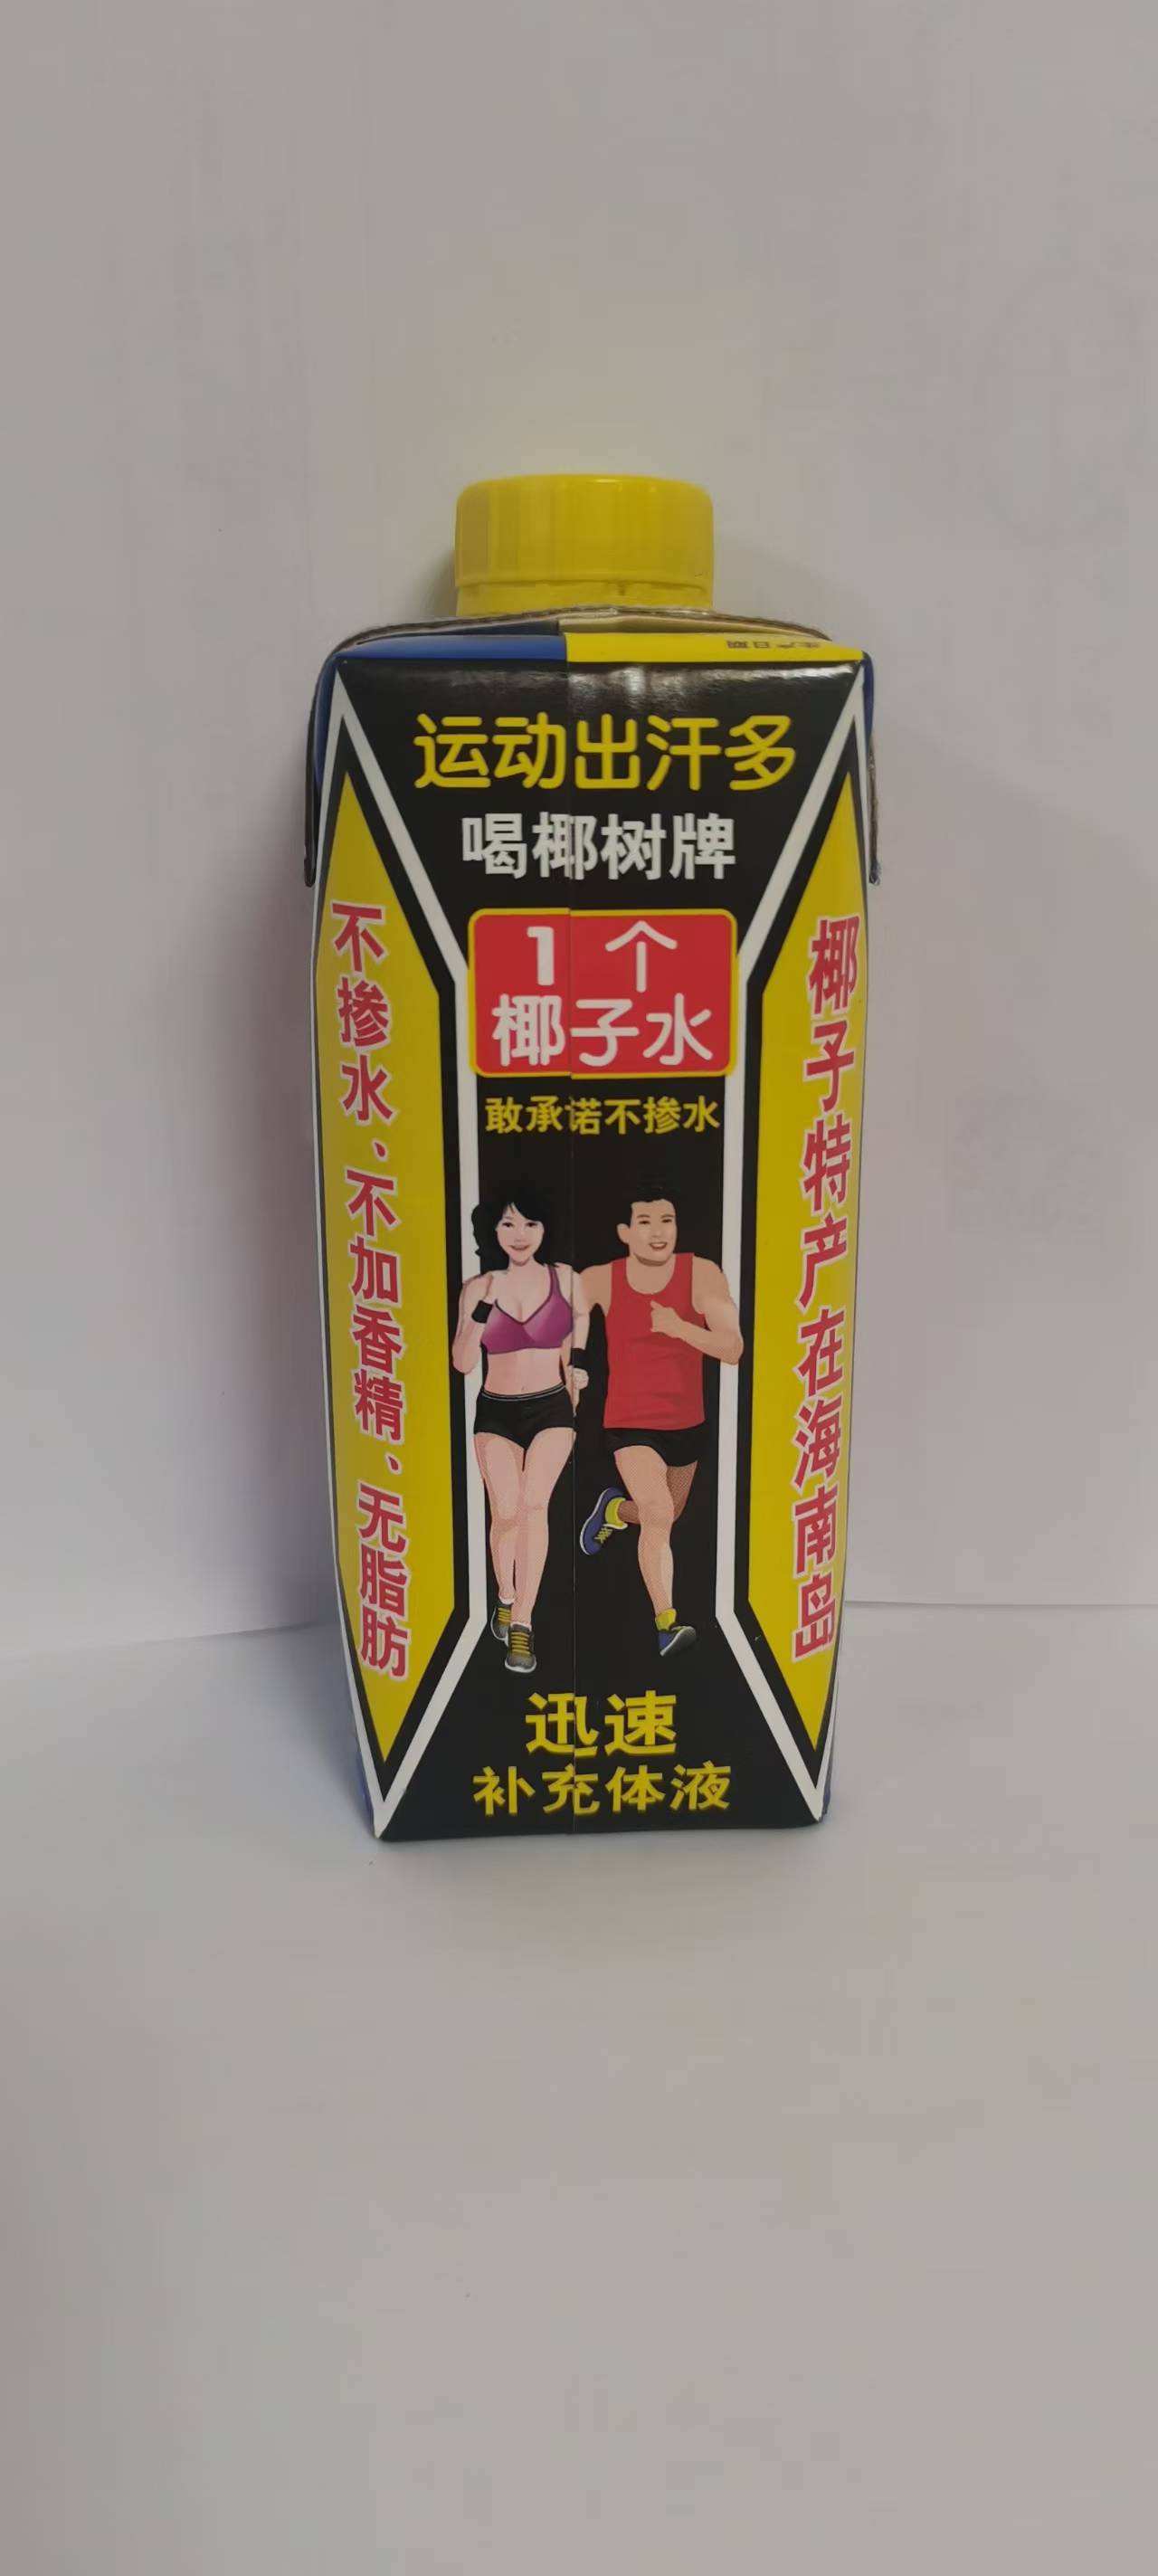 运动出汗多
喝椰树牌
1个
椰子水
敢承诺不掺水
不掺水、不加香精、无脂肪
椰子特产在海南岛
迅速
补充体液